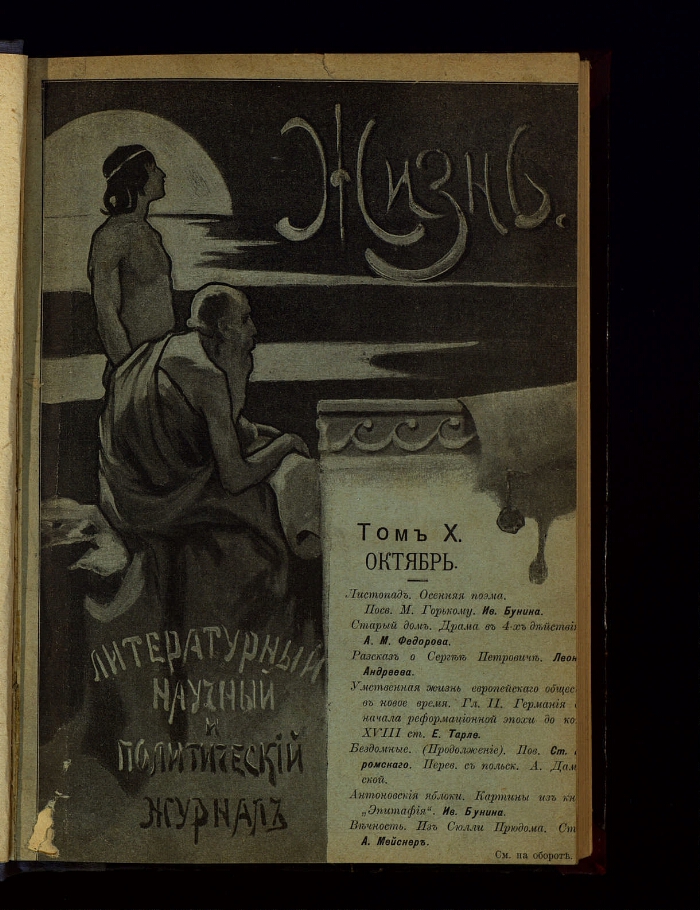 Жизнь.
Томъ X.
ОКТЯБРЬ.
Листопадъ. Осенняя поэма.
Посв. М. Горькому. Ив. Бунина.
Старый домъ. Драма въ 4-хъ дѣйстві
А. М. Федорова.
Разсказъ о Сергѣѣ Петровичѣ. Леон
Андреева.
Умственная жизнь европейскаго общес
въ новое время. Гл. II. Германія
начала реформаціонной эпохи до ко
XVIII ст. Е. Тарле.
Бездомные. (Продолженіе). Пов. Ст.
ромскаго. Перев. съ польск. А. Дам
ской.
Антоновскія яблоки. Картины изъ кн
„Эпитафія“. Ив. Бунина.
Вѣчность. Изъ Сюлли Прюдома. Ст
А. Мейснеръ.
См. на оборотѣ.
ЛИТЕРАТУРНЫЙ
НАУЧНЫЙ
И
ПОЛИТИЧЕСКІЙ
ЖУРНАЛЪ